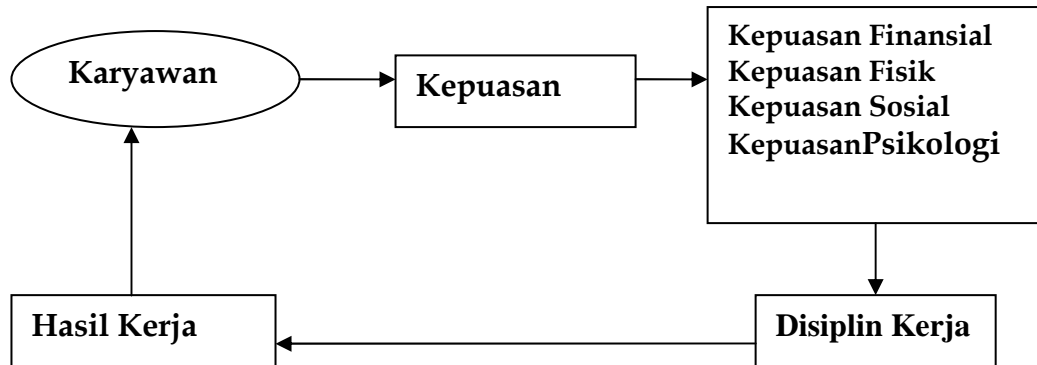 Karyawan
Kepuasan
Kepuasan Finansial
Kepuasan Fisik
Kepuasan Sosial
KepuasanPsikologi
Hasil Kerja
Disiplin Kerja